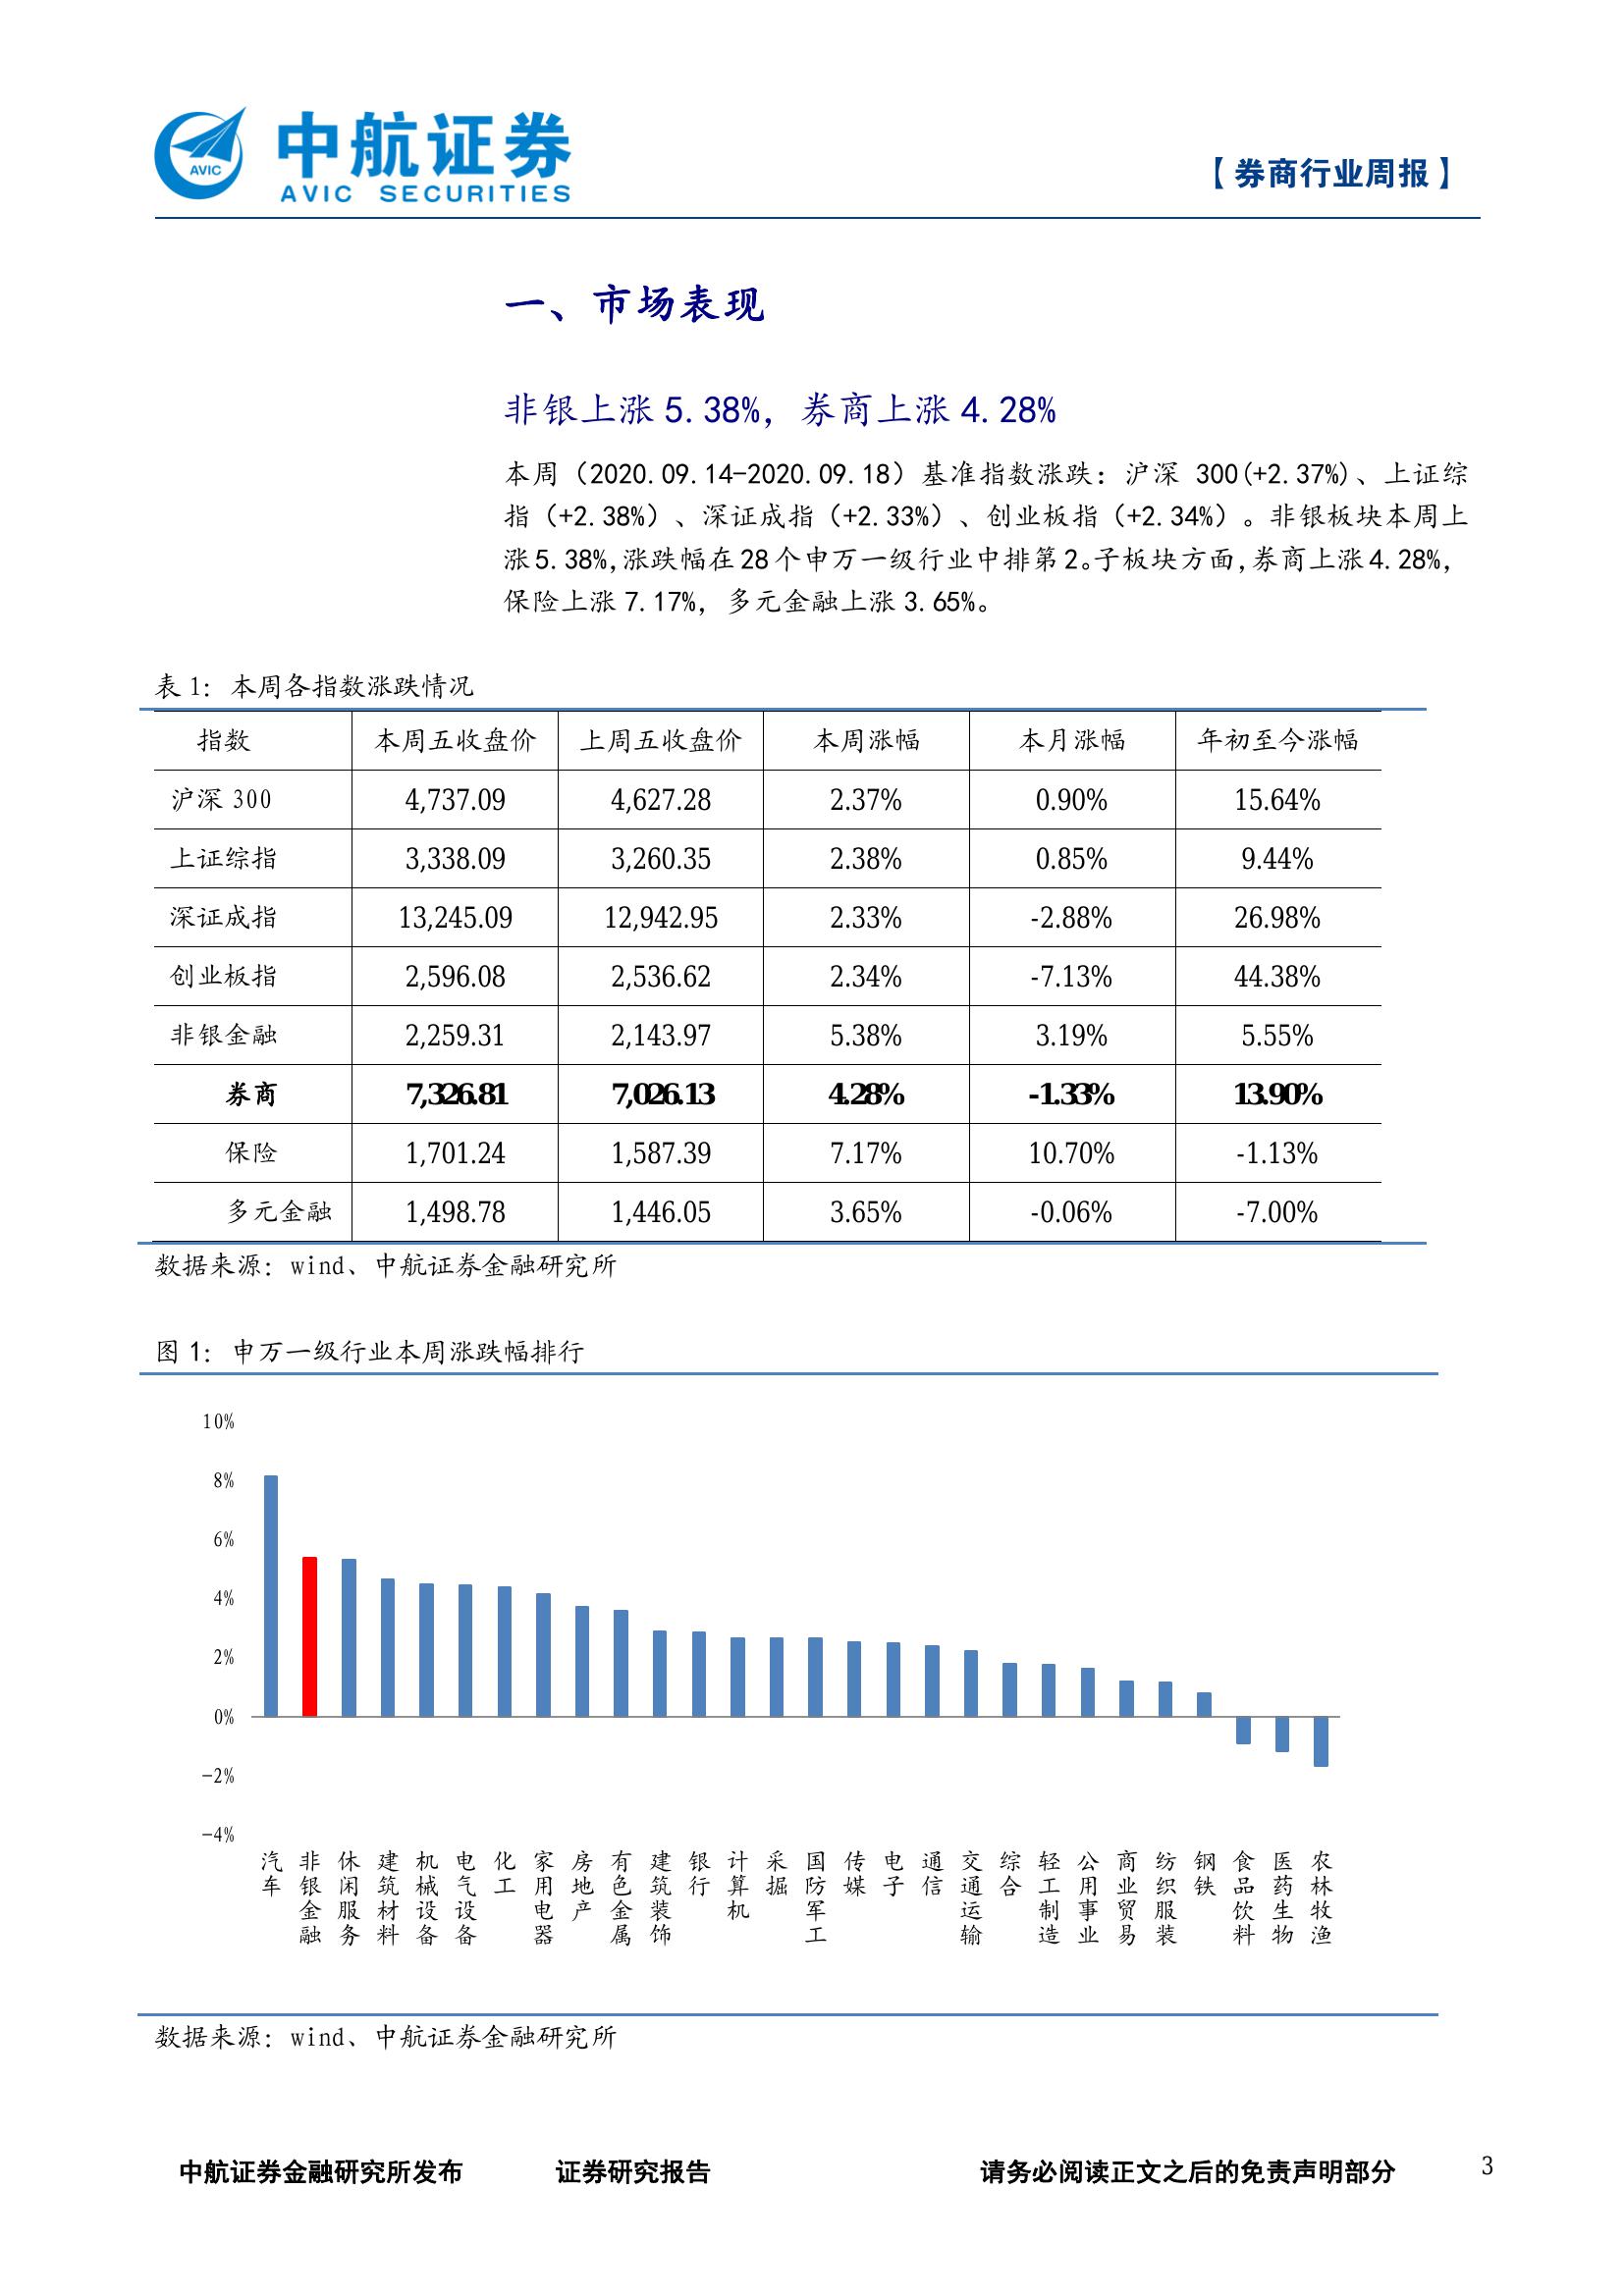 AVIC
中航证券
AVIC SECURITIES
【券商行业周报】
一、市场表现
非银上涨 5.38%，券商上涨 4.28%
本周（2020.09.14-2020.09.18）基准指数涨跌：沪深 300(+2.37%)、上证综
指（+2.38%）、深证成指（+2.33%）、创业板指（+2.34%）。非银板块本周上
涨 5.38%,涨跌幅在 28 个申万一级行业中排第 2。子板块方面,券商上涨 4.28%,
保险上涨 7.17%，多元金融上涨 3.65%。
表 1：本周各指数涨跌情况
指数 本周五收盘价 上周五收盘价 本周涨幅 本月涨幅 年初至今涨幅
沪深 300 4,737.09 4,627.28 2.37% 0.90% 15.64%
上证综指 3,338.09 3,260.35 2.38% 0.85% 9.44%
深证成指 13,245.09 12,942.95 2.33% -2.88% 26.98%
创业板指 2,596.08 2,536.62 2.34% -7.13% 44.38%
非银金融 2,259.31 2,143.97 5.38% 3.19% 5.55%
券商 7,326.81 7,026.13 4.28% -1.33% 13.90%
保险 1,701.24 1,587.39 7.17% 10.70% -1.13%
多元金融 1,498.78 1,446.05 3.65% -0.06% -7.00%
数据来源：wind、中航证券金融研究所
图 1：申万一级行业本周涨跌幅排行
10%
8%
6%
4%
2%
0%
-2%
-4%
汽车 非银金融 休闲服务 建筑材料 机械设备 电气设备 化工 家用电器 房地产 有色金属 建筑装饰 银行 计算机 采掘 国防军工 传媒 电子 通信 交通运输 综合 轻工制造 公用事业 商业贸易 纺织服装 钢铁 食品饮料 医药生物 农林牧渔
数据来源：wind、中航证券金融研究所
中航证券金融研究所发布 证券研究报告 请务必阅读正文之后的免责声明部分 3